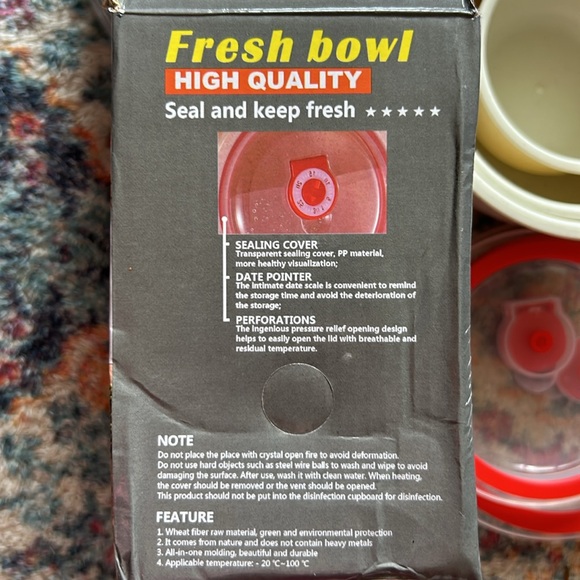 Fresh bowl
HIGH QUALITY
Seal and keep fresh ★★★★★
SEALING COVER
Transparent sealing cover, PP material,
more healthy visualization;
DATE POINTER
The intimate date scale is convenient to remind
the storage time and avoid the deterioration of
the storage;
PERFORATIONS
The ingenious pressure relief opening design
helps to easily open the lid with breathable and
residual temperature.
NOTE
Do not place the place with crystal open fire to avoid deformation.
Do not use hard objects such as steel wire balls to wash and wipe to avoid
damaging the surface. After use, wash it with clean water. When heating,
the cover should be removed or the vent should be opened.
This product should not be put into the disinfection cupboard for disinfection.
FEATURE
1. Wheat fiber raw material, green and environmental protection
2. It comes from nature and does not contain heavy metals
3. All-in-one molding, beautiful and durable
4. Applicable temperature: - 20 ℃~100 ℃